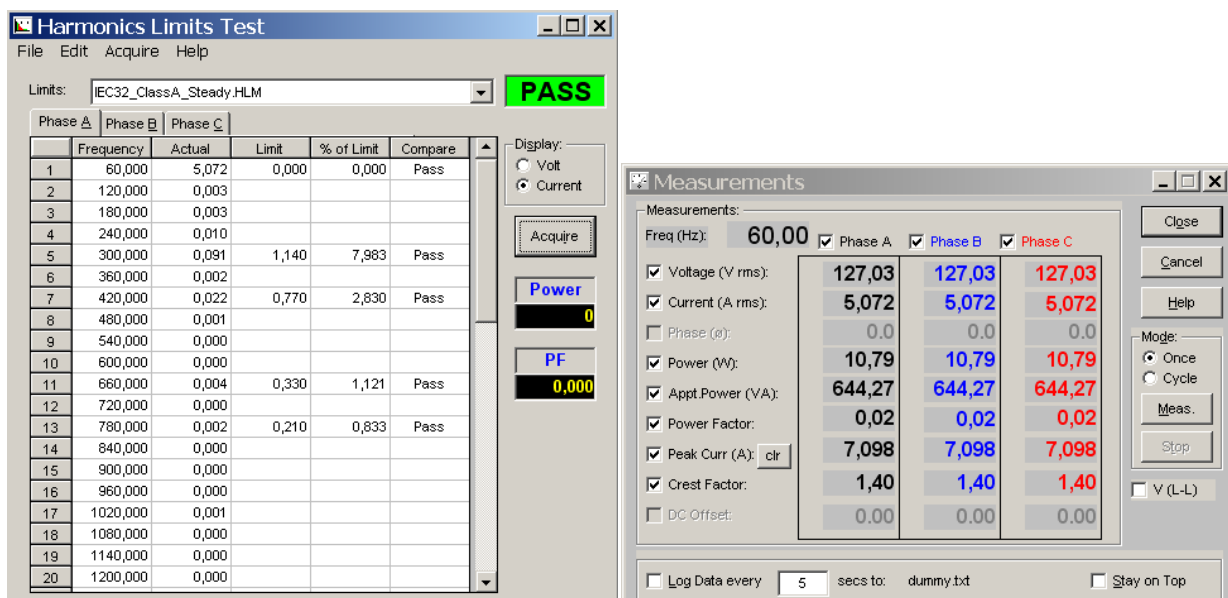 Harmonics Limits Test
File Edit Acquire Help
Limits: IEC32_ClassA_Steady.HLM PASS
Phase A Phase B Phase C
Frequency Actual Limit % of Limit Compare
1 60,000 5,072 0,000 0,000 Pass
2 120,000 0,003
3 180,000 0,003
4 240,000 0,010
5 300,000 0,091 1,140 7,983 Pass
6 360,000 0,002
7 420,000 0,022 0,770 2,830 Pass
8 480,000 0,001
9 540,000 0,000
10 600,000 0,000
11 660,000 0,004 0,330 1,121 Pass
12 720,000 0,000
13 780,000 0,002 0,210 0,833 Pass
14 840,000 0,000
15 900,000 0,000
16 960,000 0,000
17 1020,000 0,001
18 1080,000 0,000
19 1140,000 0,000
20 1200,000 0,000
Display:
Volt
Current
Acquire
Power
0
PF
0,000
Measurements
Measurements:
Freq (Hz): 60,00 Phase A Phase B Phase C
Voltage (V rms): 127,03 127,03 127,03
Current (A rms): 5,072 5,072 5,072
Phase (ø): 0.0 0.0 0.0
Power (W): 10,79 10,79 10,79
Appt.Power (VA): 644,27 644,27 644,27
Power Factor: 0,02 0,02 0,02
Peak Curr (A): clr 7,098 7,098 7,098
Crest Factor: 1,40 1,40 1,40
DC Offset: 0.00 0.00 0.00
Close
Cancel
Help
Mode:
Once
Cycle
Meas.
Stop
V (L-L)
Log Data every 5 secs to: dummy.txt Stay on Top